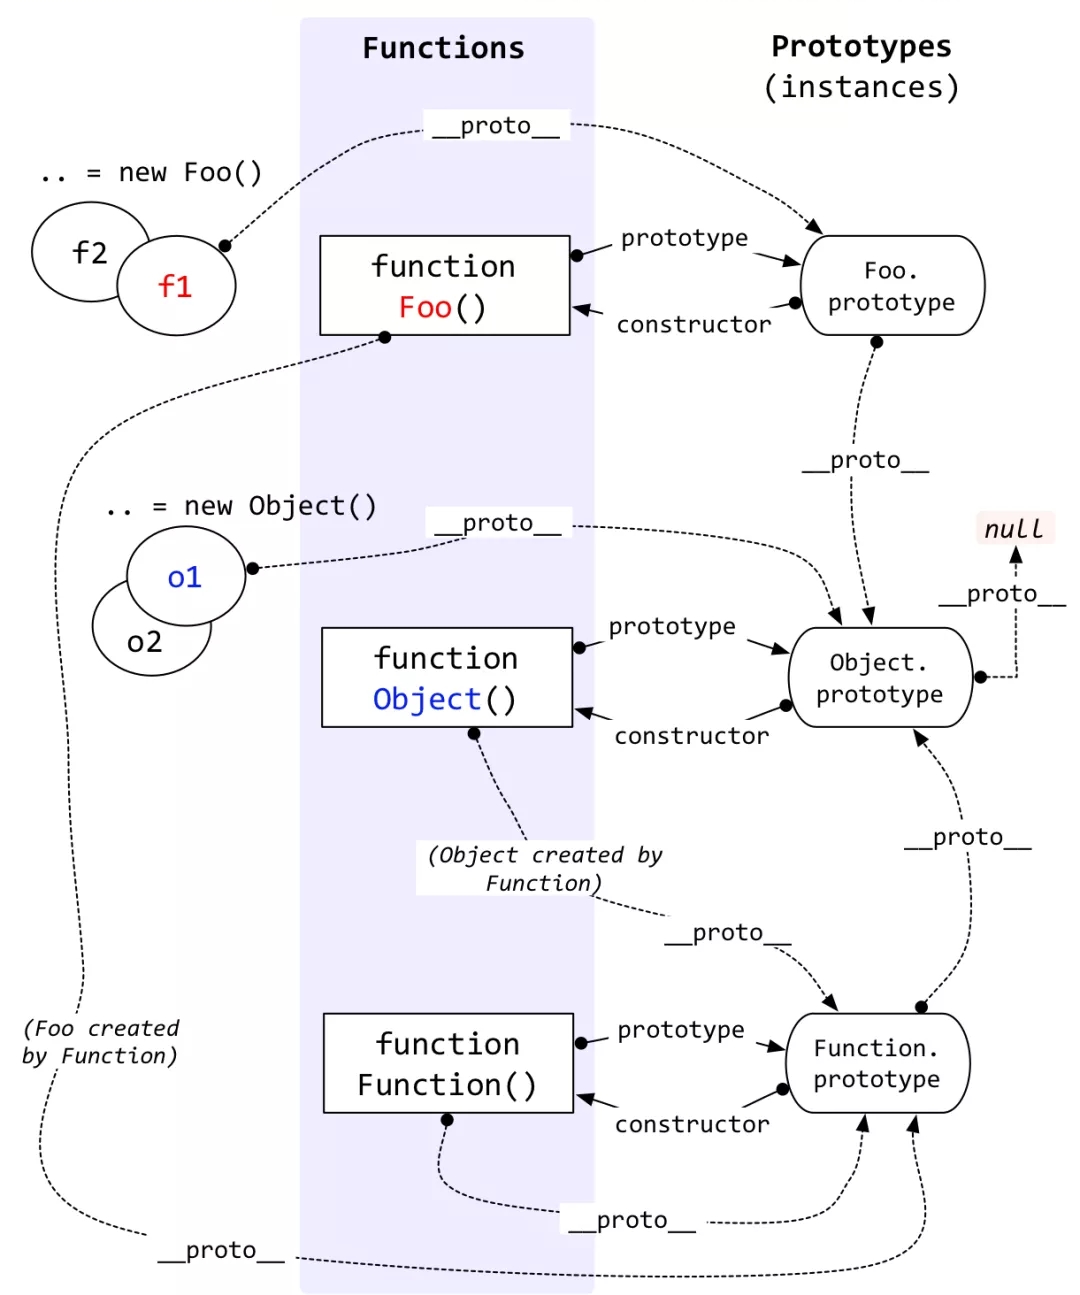 Functions
Prototypes
(instances)
__proto__
.. = new Foo()
f2
f1
function
Foo()
prototype
constructor
Foo.
prototype
__proto__
.. = new Object()
__proto__
null
__proto__
o1
o2
function
Object()
prototype
constructor
Object.
prototype
__proto__
(Object created by
Function)
__proto__
(Foo created
by Function)
function
Function()
prototype
constructor
Function.
prototype
__proto__
__proto__